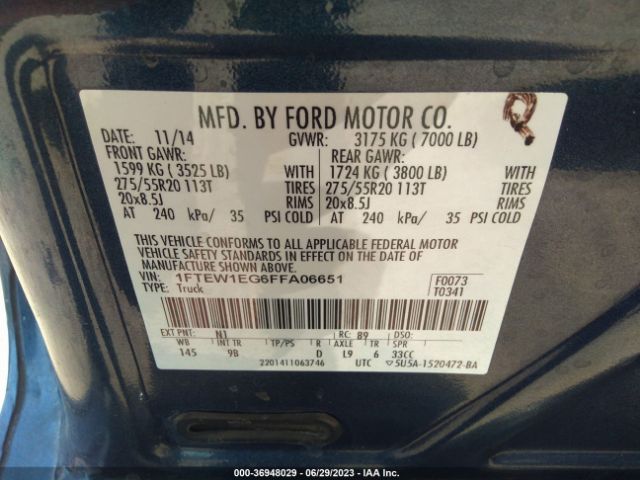 MFD. BY FORD MOTOR CO.
DATE: 11/14 GVWR: 3175 KG ( 7000 LB)
FRONT GAWR: REAR GAWR:
1599 KG ( 3525 LB) WITH 1724 KG ( 3800 LB) WITH
275/55R20 113T TIRES 275/55R20 113T TIRES
20x8.5J RIMS 20x8.5J RIMS
AT 240 kPa/ 35 PSI COLD AT 240 kPa/ 35 PSI COLD
THIS VEHICLE CONFORMS TO ALL APPLICABLE FEDERAL MOTOR
VEHICLE SAFETY STANDARDS IN EFFECT ON THE DATE OF
MANUFACTURE SHOWN ABOVE.
VIN: 1FTEW1EG6FFA06651 F0073
TYPE: Truck T0341
EXT PNT: N1 RC: 89 DSO:
WB INT TR TP/PS R AXLE TR SPR
145 9B D L9 6 33CC
2201411063746 UTC 5U5A-1520472-BA
000-36948029 - 06/29/2023 - IAA Inc.